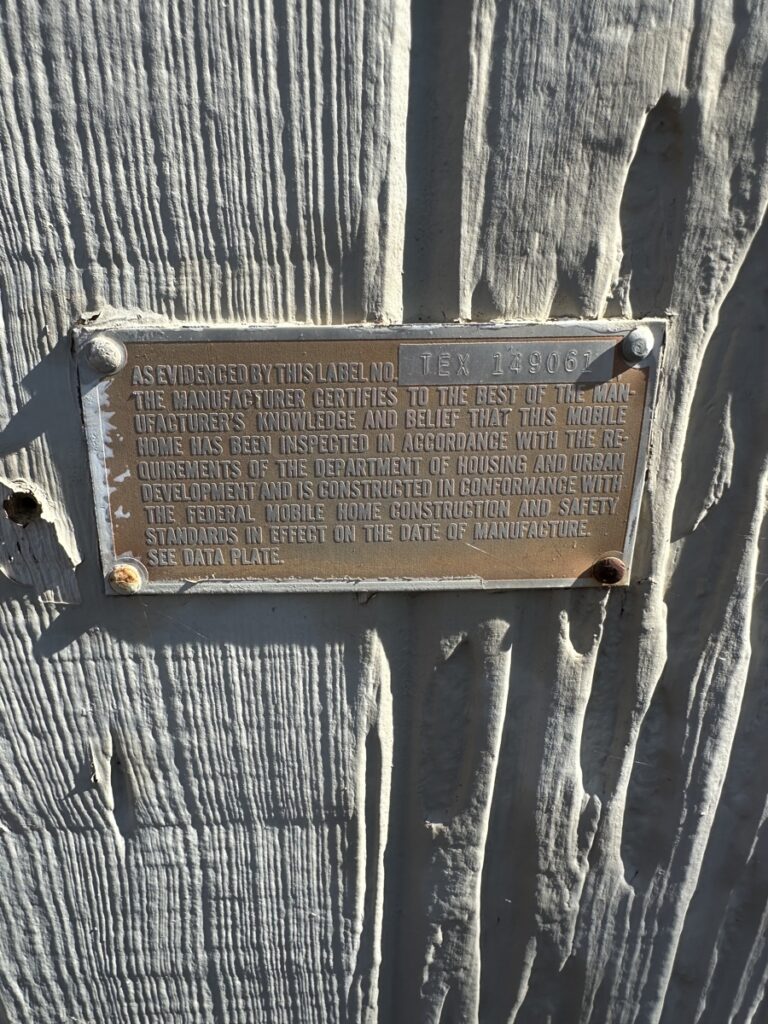 AS EVIDENCED BY THIS LABEL NO. TEX 149061
THE MANUFACTURER CERTIFIES TO THE BEST OF THE MAN-
UFACTURER'S KNOWLEDGE AND BELIEF THAT THIS MOBILE
HOME HAS BEEN INSPECTED IN ACCORDANCE WITH THE RE-
QUIREMENTS OF THE DEPARTMENT OF HOUSING AND URBAN
DEVELOPMENT AND IS CONSTRUCTED IN CONFORMANCE WITH
THE FEDERAL MOBILE HOME CONSTRUCTION AND SAFETY
STANDARDS IN EFFECT ON THE DATE OF MANUFACTURE.
SEE DATA PLATE.